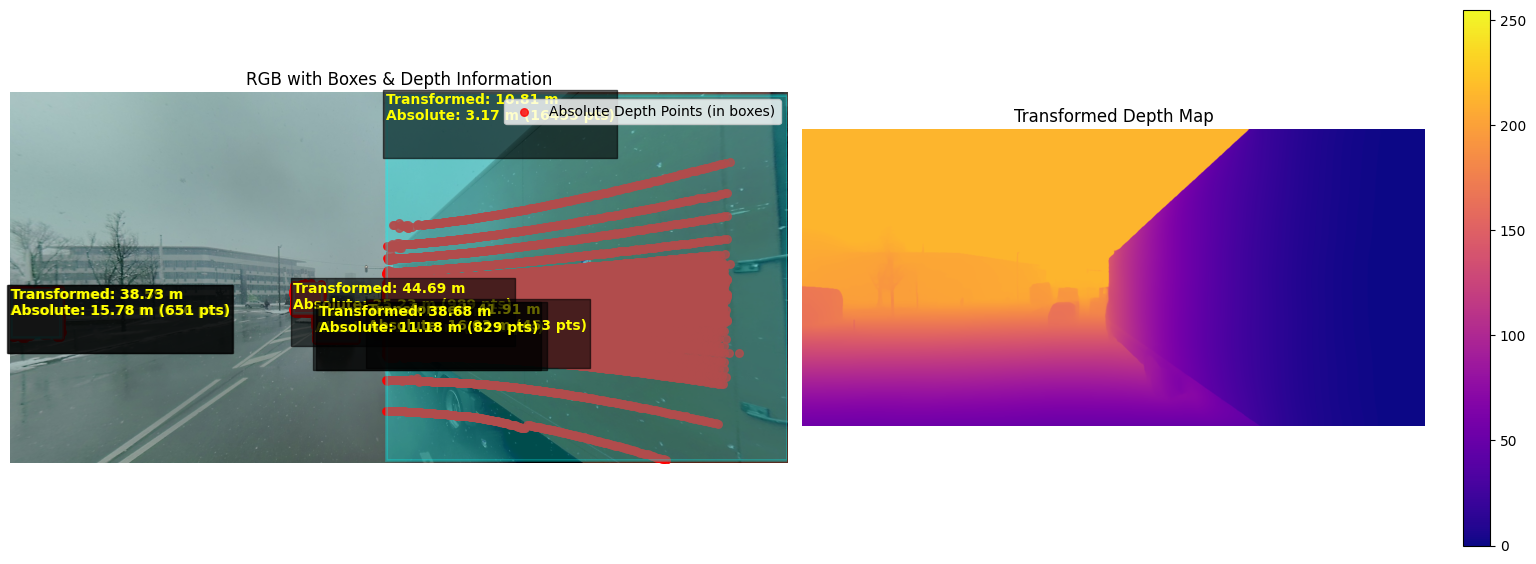 RGB with Boxes & Depth Information
Transformed: 10.81 m
Absolute: 3.17 m
Absolute Depth Points (in boxes)
Transformed: 38.73 m
Absolute: 15.78 m (651 pts)
Transformed: 44.69 m
Transformed: 38.68 m
Absolute: 11.18 m (829 pts)
Transformed Depth Map
250
200
150
100
50
0